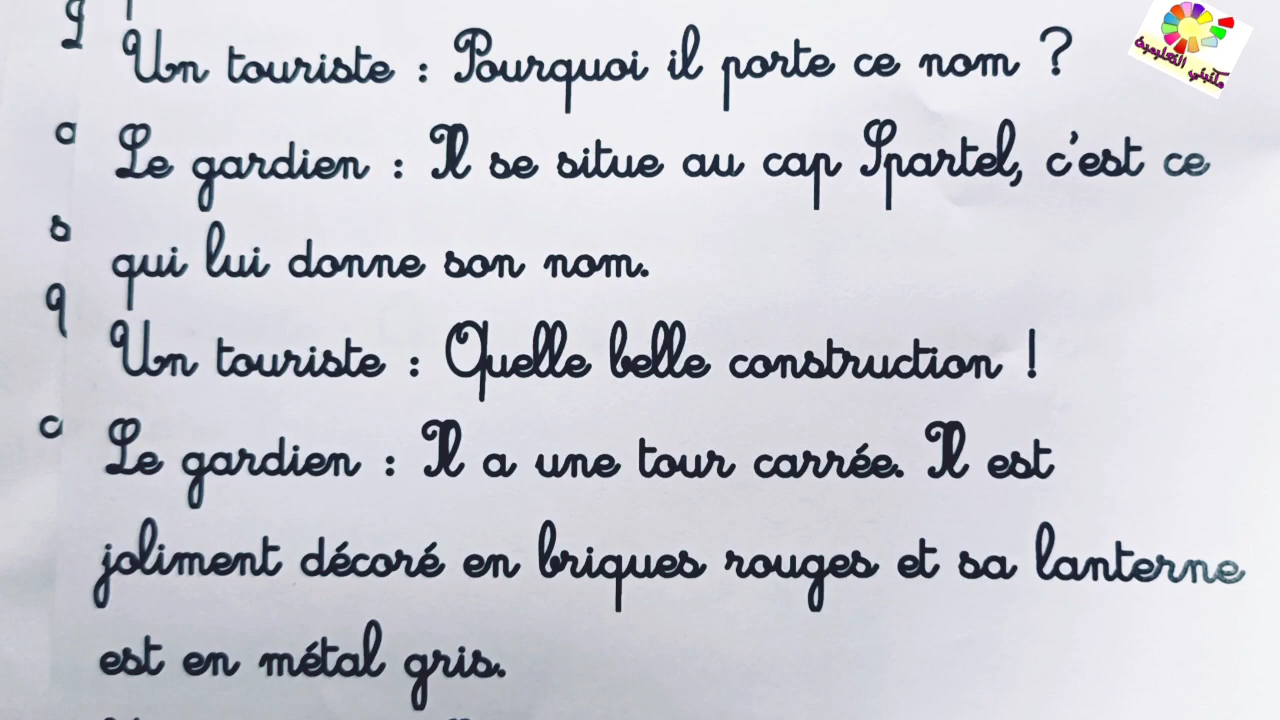 Un touriste : Pourquoi il porte ce nom ?
Le gardien : Il se situe au cap Spartel, c'est ce
qui lui donne son nom.
Un touriste : Quelle belle construction !
Le gardien : Il a une tour carrée. Il est
joliment décoré en briques rouges et sa lanterne
est en métal gris.
مكتبتي التعليمية